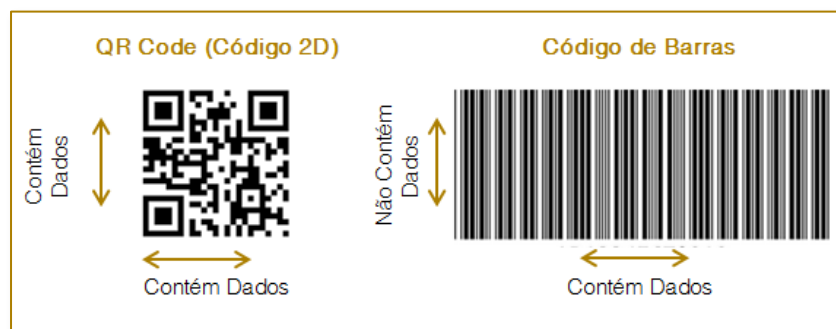 QR Code (Código 2D)
Código de Barras
Contém
Dados
Não Contém
Dados
Contém Dados
Contém Dados